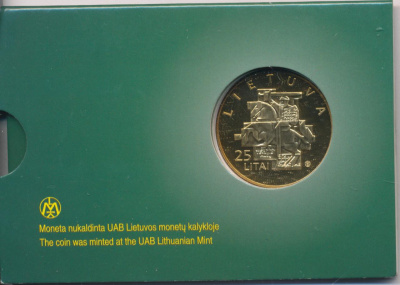 LIETUVA
25
LITAI
Moneta nukaldinta UAB Lietuvos monetų kalykloje
The coin was minted at the UAB Lithuanian Mint